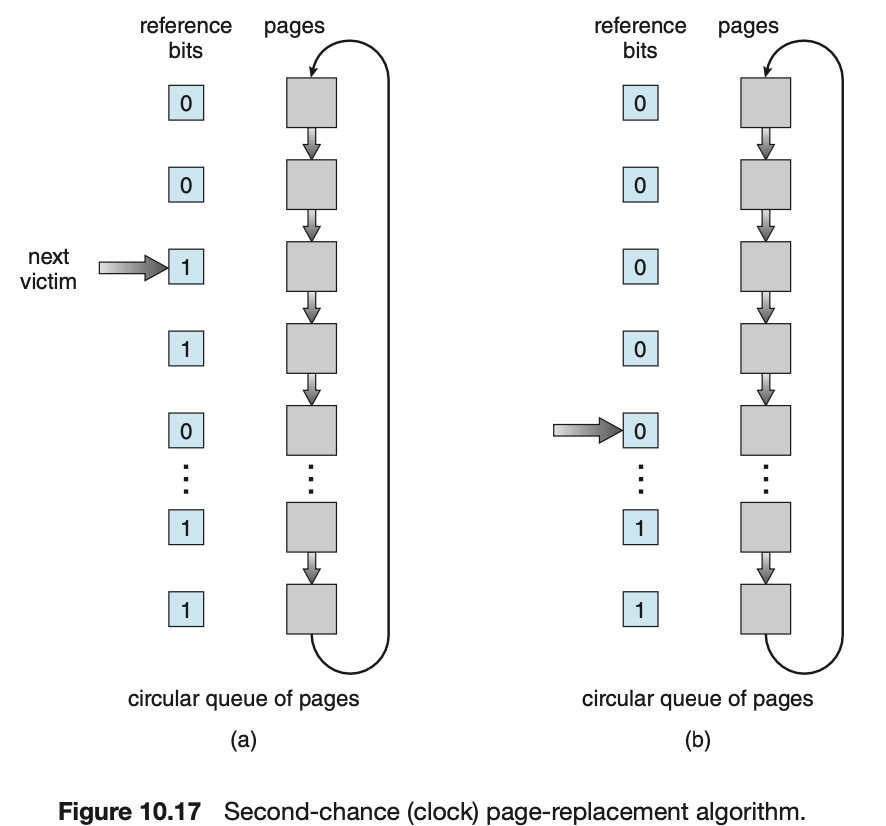 reference pages
bits
0
0
next
victim
1
1
0
1
1
circular queue of pages
(a)
reference pages
bits
0
0
0
0
0
1
1
circular queue of pages
(b)
Figure 10.17 Second-chance (clock) page-replacement algorithm.